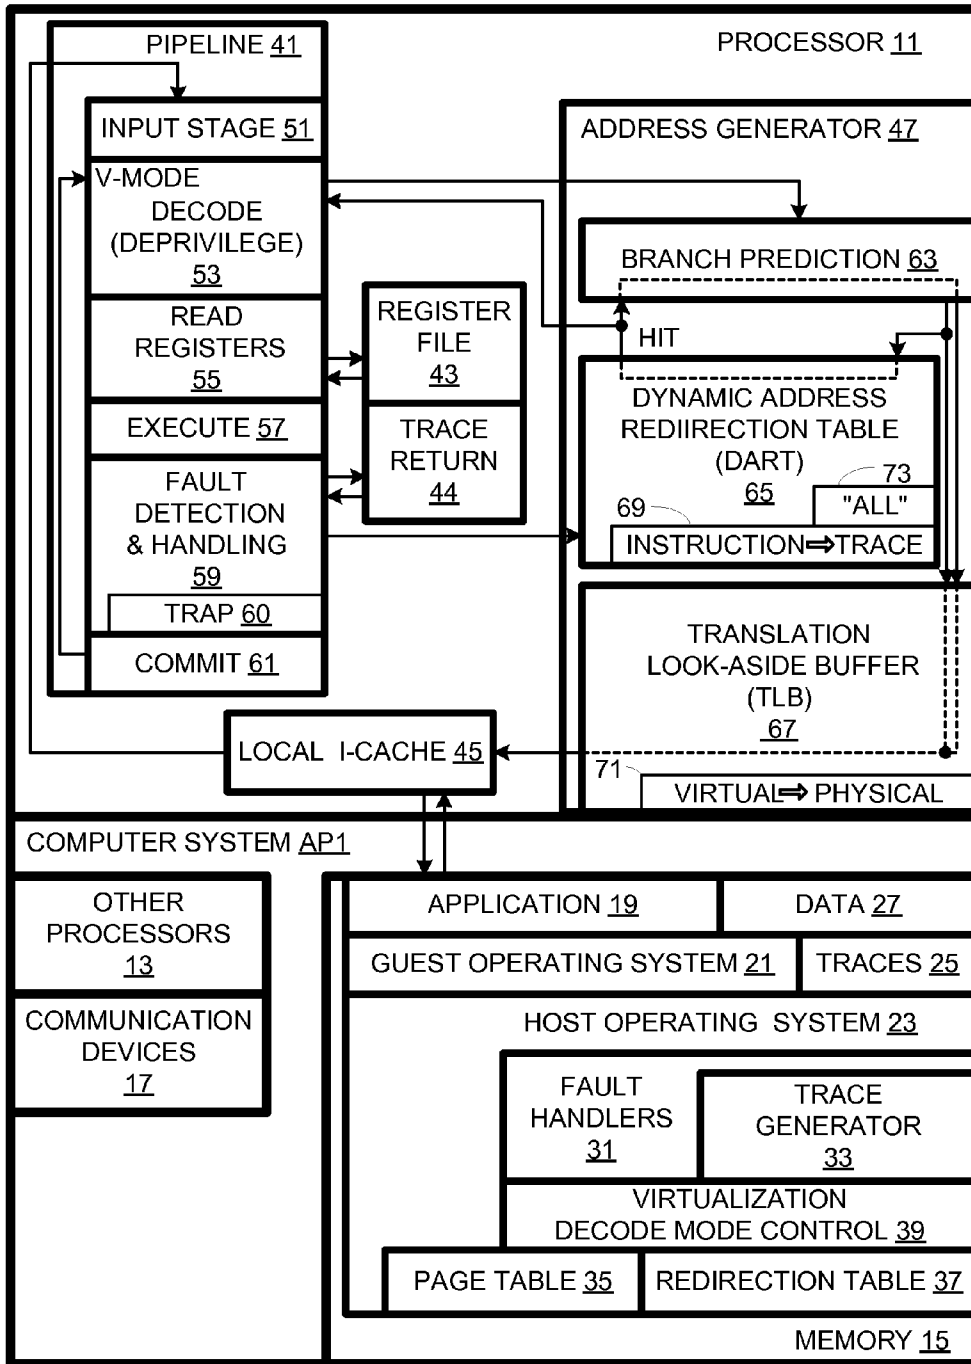 PIPELINE 41
PROCESSOR 11
INPUT STAGE 51
ADDRESS GENERATOR 47
V-MODE
DECODE
(DEPRIVILEGE)
53
BRANCH PREDICTION 63
READ
REGISTERS
55
REGISTER
FILE
43
HIT
EXECUTE 57
TRACE
RETURN
44
DYNAMIC ADDRESS
REDIIRECTION TABLE
(DART)
65
73
"ALL"
69
INSTRUCTION⇒TRACE
FAULT
DETECTION
& HANDLING
59
TRAP 60
COMMIT 61
TRANSLATION
LOOK-ASIDE BUFFER
(TLB)
67
71
VIRTUAL⇒PHYSICAL
LOCAL I-CACHE 45
COMPUTER SYSTEM AP1
OTHER
PROCESSORS
13
COMMUNICATION
DEVICES
17
APPLICATION 19
DATA 27
GUEST OPERATING SYSTEM 21
TRACES 25
HOST OPERATING SYSTEM 23
FAULT
HANDLERS
31
TRACE
GENERATOR
33
VIRTUALIZATION
DECODE MODE CONTROL 39
PAGE TABLE 35
REDIRECTION TABLE 37
MEMORY 15